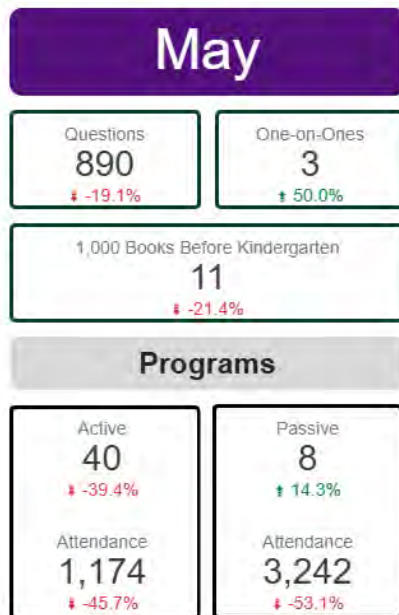 May
Questions
890
⬇ -19.1%
One-on-Ones
3
⬆ 50.0%
1,000 Books Before Kindergarten
11
⬇ -21.4%
Programs
Active
40
⬇ -39.4%
Attendance
1,174
⬇ -45.7%
Passive
8
⬆ 14.3%
Attendance
3,242
⬇ -53.1%